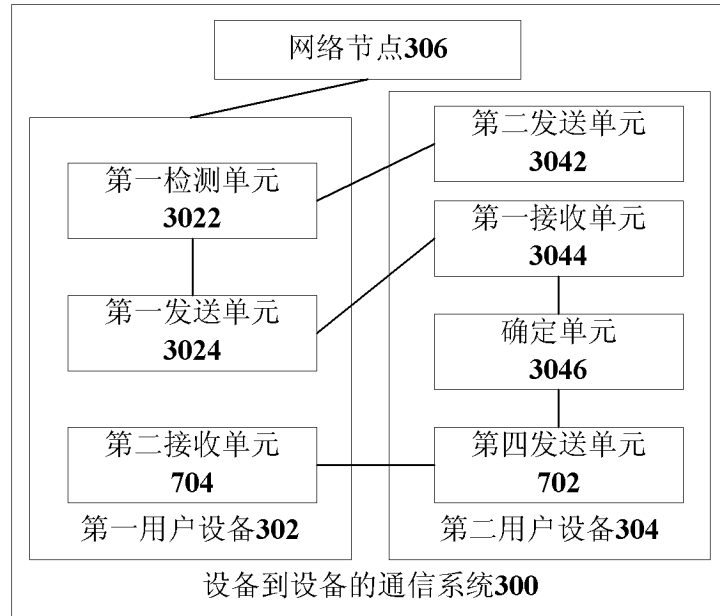 网络节点306
第一检测单元
3022
第一发送单元
3024
第二接收单元
704
第一用户设备302
第二发送单元
3042
第一接收单元
3044
确定单元
3046
第四发送单元
702
第二用户设备304
设备到设备的通信系统300